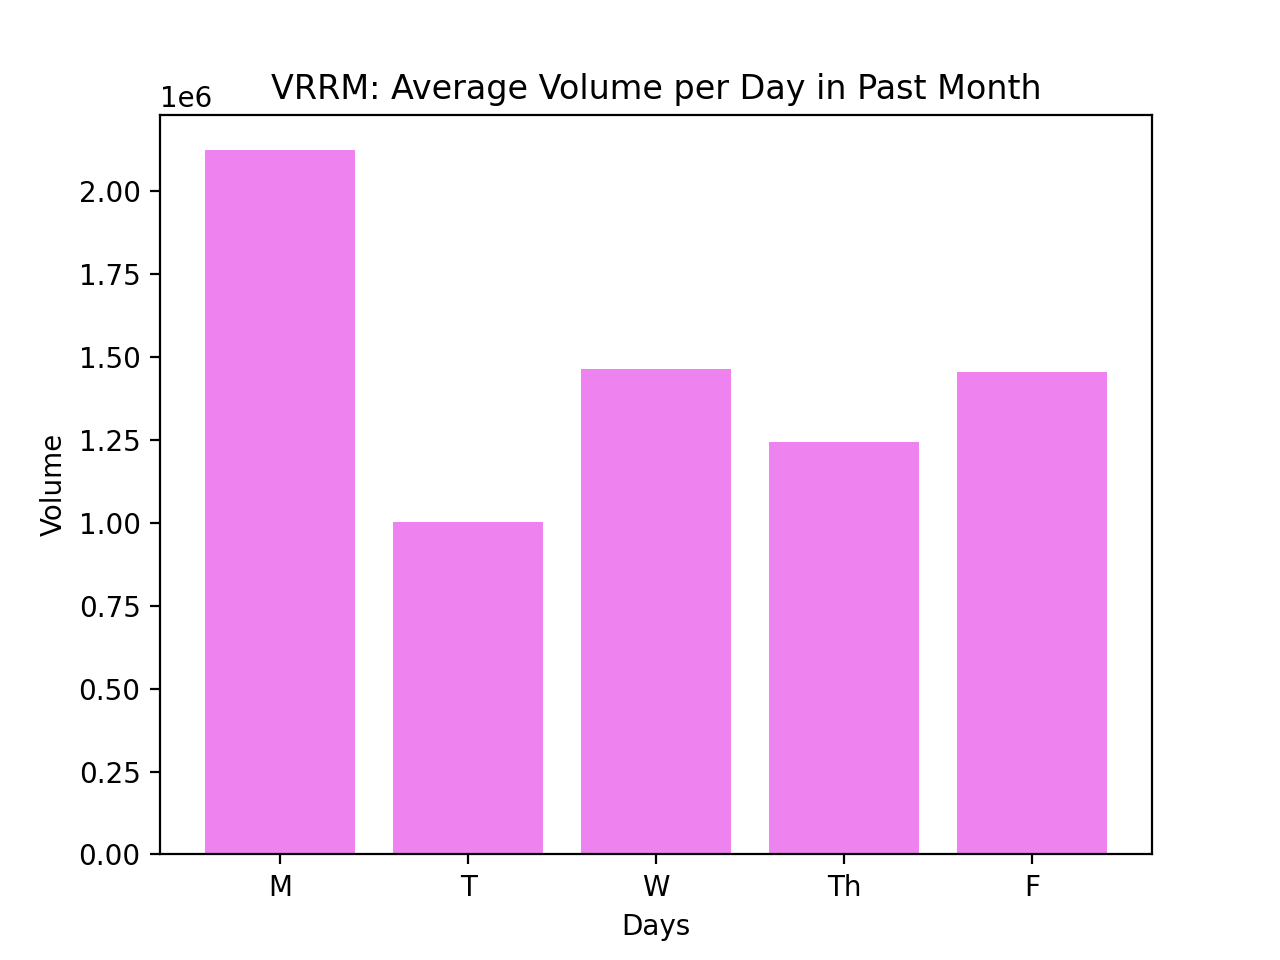 VRRM: Average Volume per Day in Past Month
1e6
2.00
1.75
1.50
1.25
1.00
0.75
0.50
0.25
0.00
Volume
M T W Th F
Days